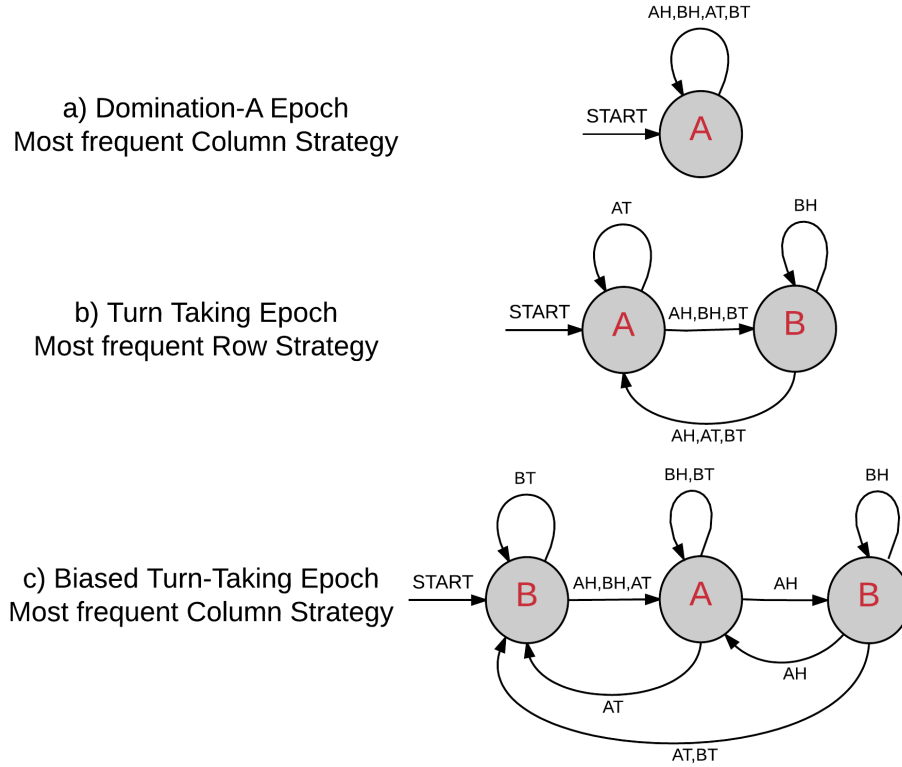 AH,BH,AT,BT
a) Domination-A Epoch
Most frequent Column Strategy
START
A
AT
BH
b) Turn Taking Epoch
Most frequent Row Strategy
START
A
AH,BH,BT
B
AH,AT,BT
BT
BH,BT
BH
c) Biased Turn-Taking Epoch
Most frequent Column Strategy
START
B
AH,BH,AT
A
AH
B
AH
AT
AT,BT